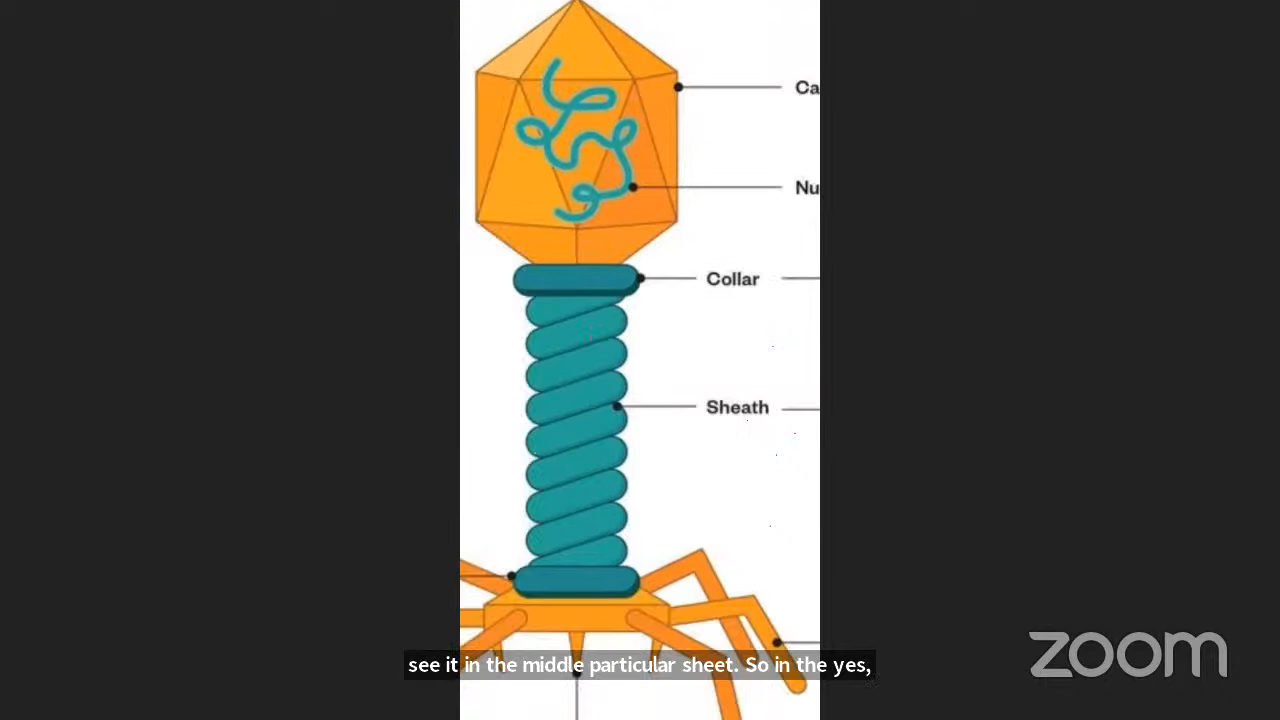 Ca
Nu
Collar
Sheath
see it in the middle particular sheet. So in the yes,
zoom